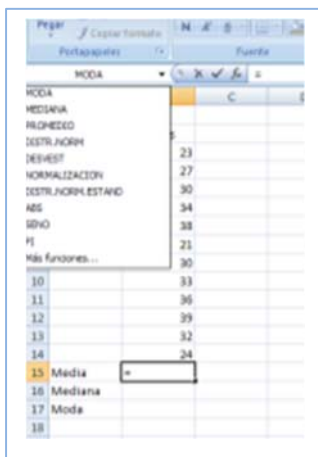 Pegar
Copiar formato
N K S
Portapapeles
Fuente
MODA
fx =
C
MODA
MEDIANA
PROMEDIO
DISTR.NORM
DESVEST
NORMALIZACION
DISTR.NORM.ESTAND
ABS
SENO
PI
Más funciones...
23
27
30
34
38
21
30
10 33
11 36
12 39
13 32
14 24
15 Media =
16 Mediana
17 Moda
18